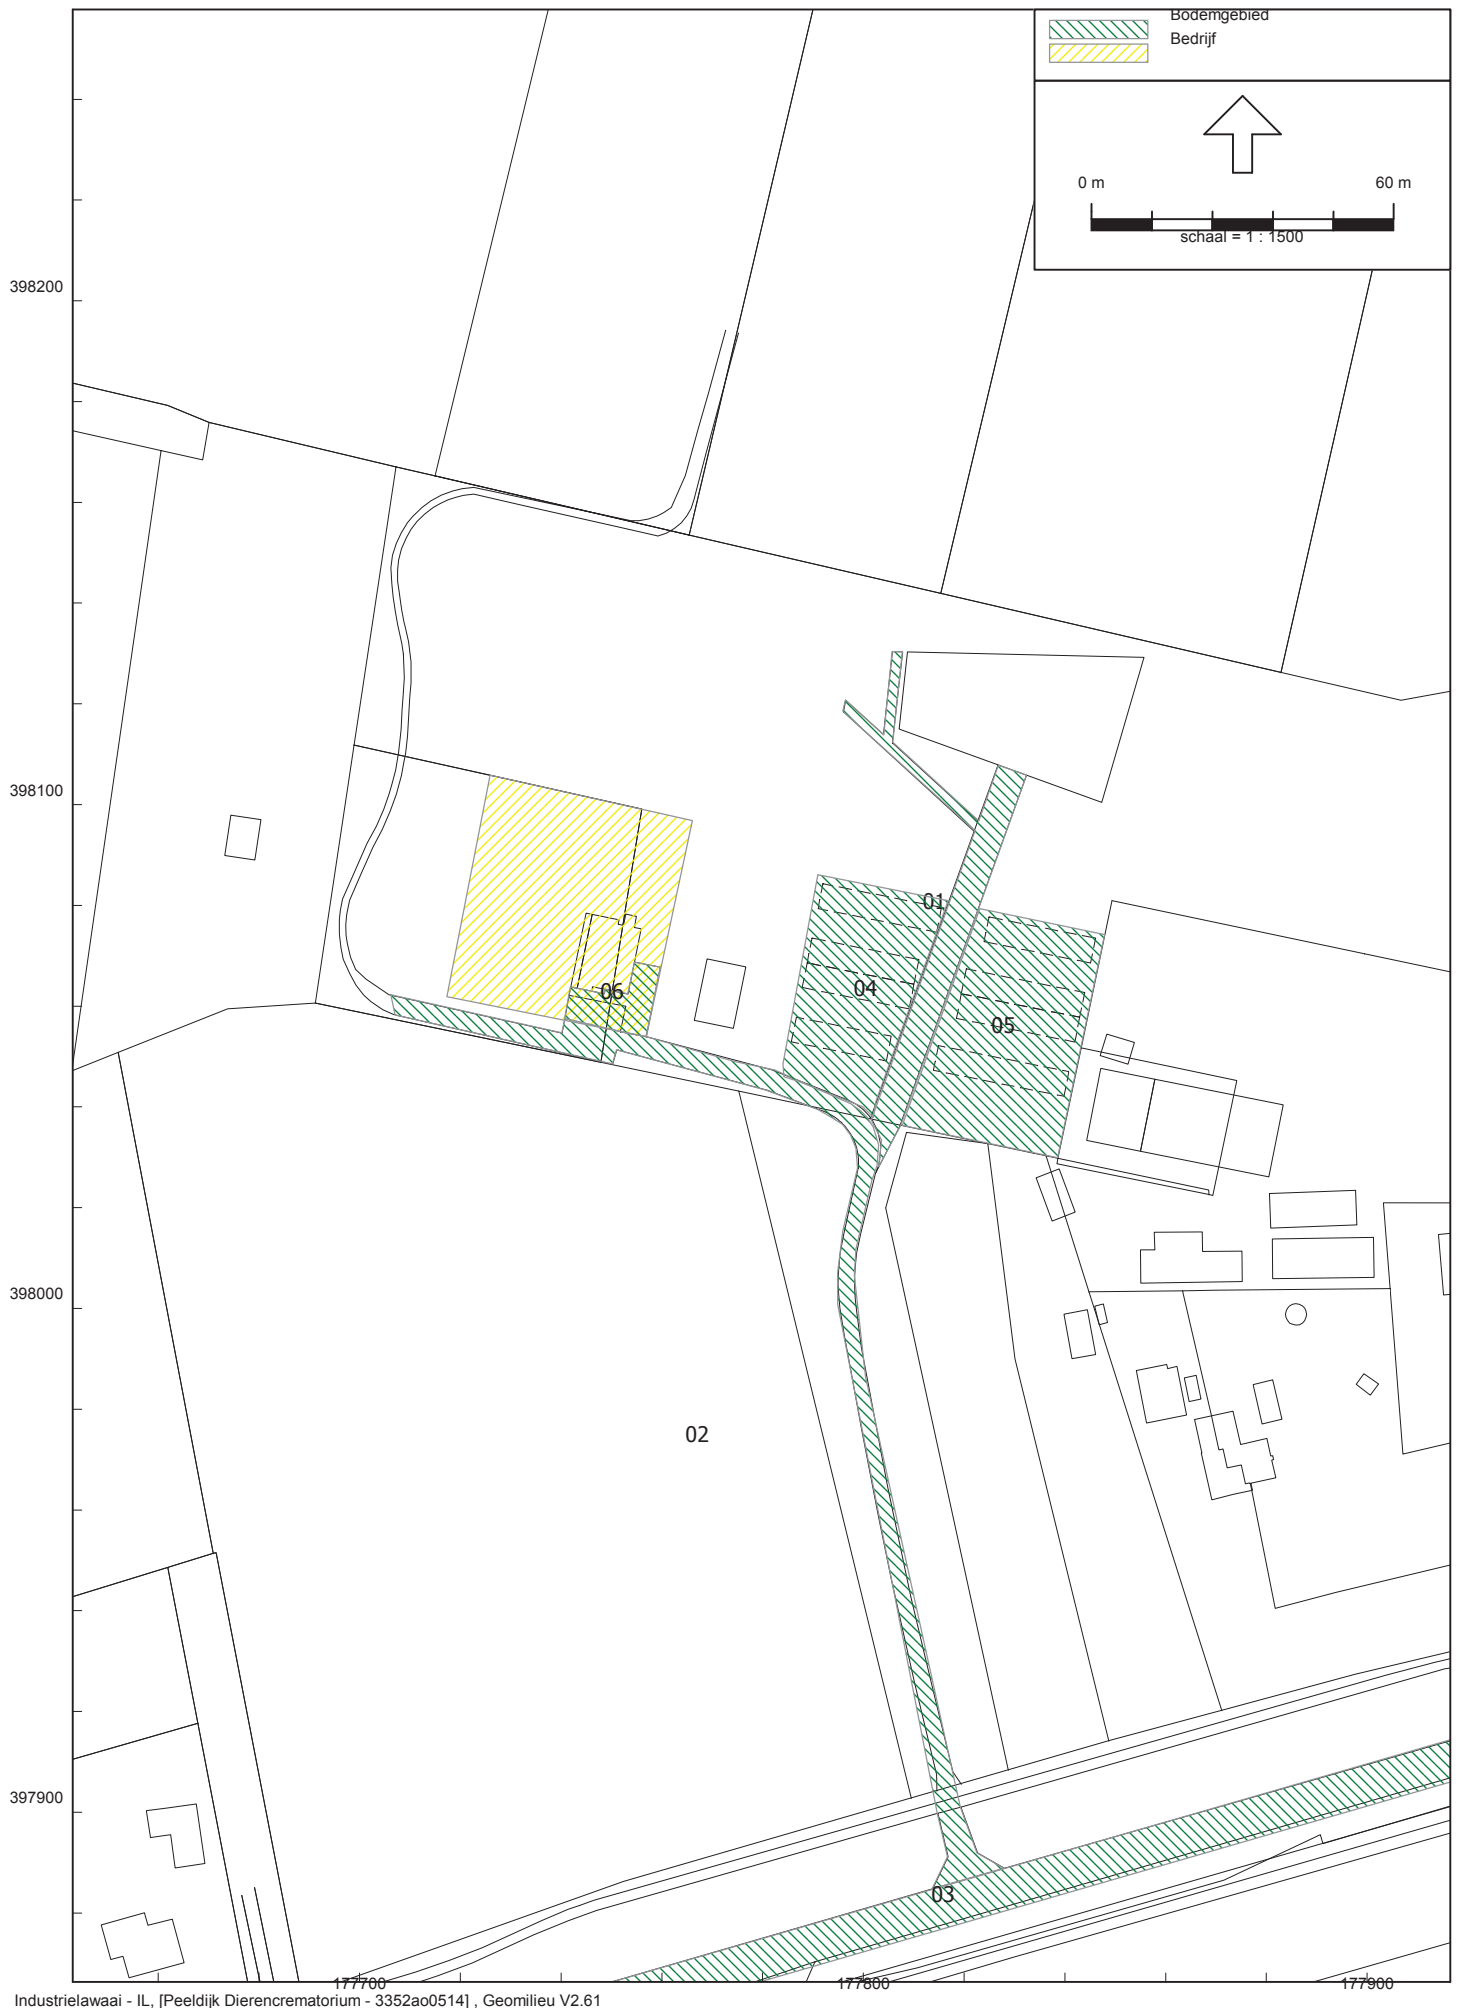 Bodemgebied
Bedrijf
0 m 60 m
schaal = 1 : 1500
398200
398100
01
04
06
05
398000
02
397900
03
177700 177800 177900
Industrielawaai - IL, [Peeldijk Dierencrematorium - 3352ao0514] , Geomilieu V2.61